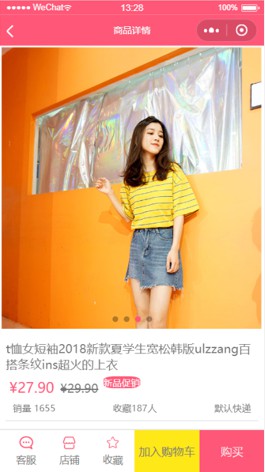 WeChat
13:28
100%
商品详情
t恤女短袖2018新款夏学生宽松韩版ulzzang百
搭条纹ins超火的上衣
¥27.90 ¥29.90 新品促销
销量 1655 收藏187人 默认快递
客服 店铺 收藏 加入购物车 购买